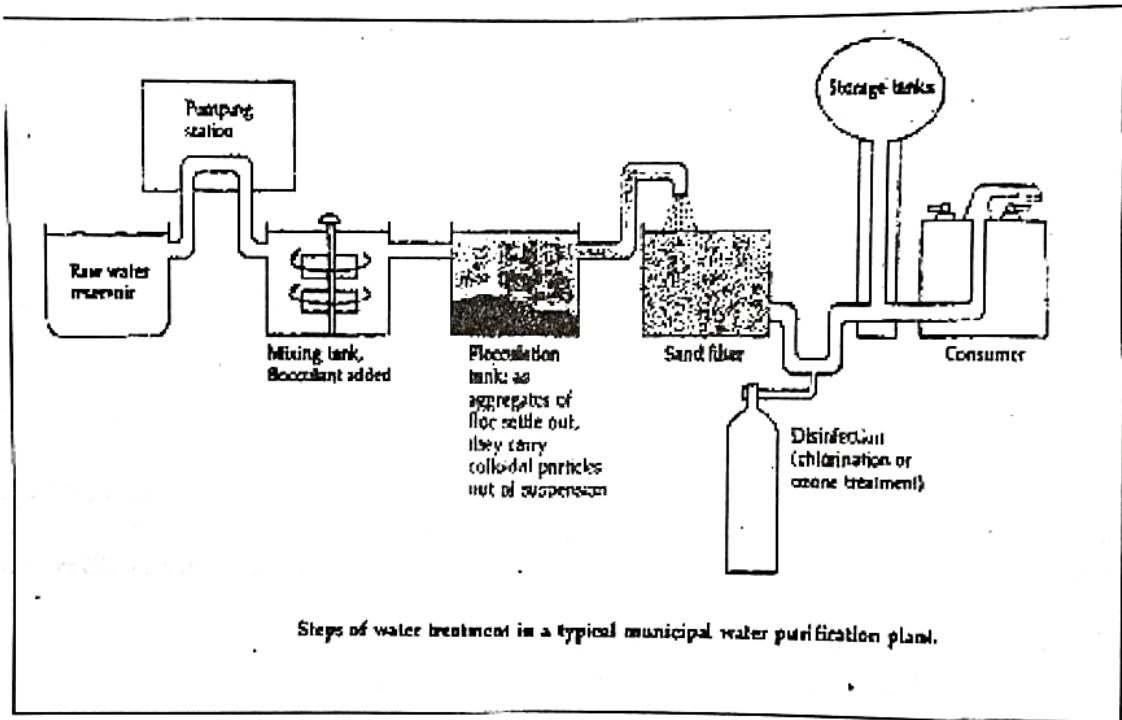 Pumping
station
Storage tanks
Raw water
reservoir
Mixing tank,
flocculant added
Flocculation
tank: as
aggregates of
floc settle out,
they carry
colloidal particles
out of suspension
Sand filter
Consumer
Disinfection
(chlorination or
ozone treatment)
Steps of water treatment in a typical municipal water purification plant.